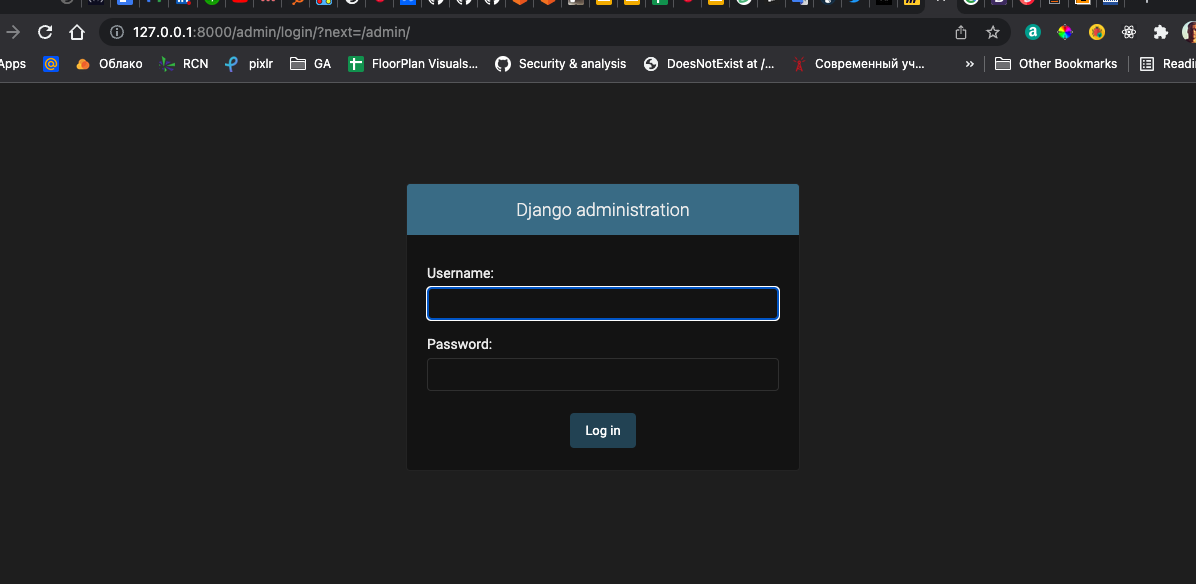 127.0.0.1:8000/admin/login/?next=/admin/
Apps Облако RCN pixlr GA FloorPlan Visuals... Security & analysis DoesNotExist at /... Современный уч... » Other Bookmarks
Django administration
Username:
Password:
Log in